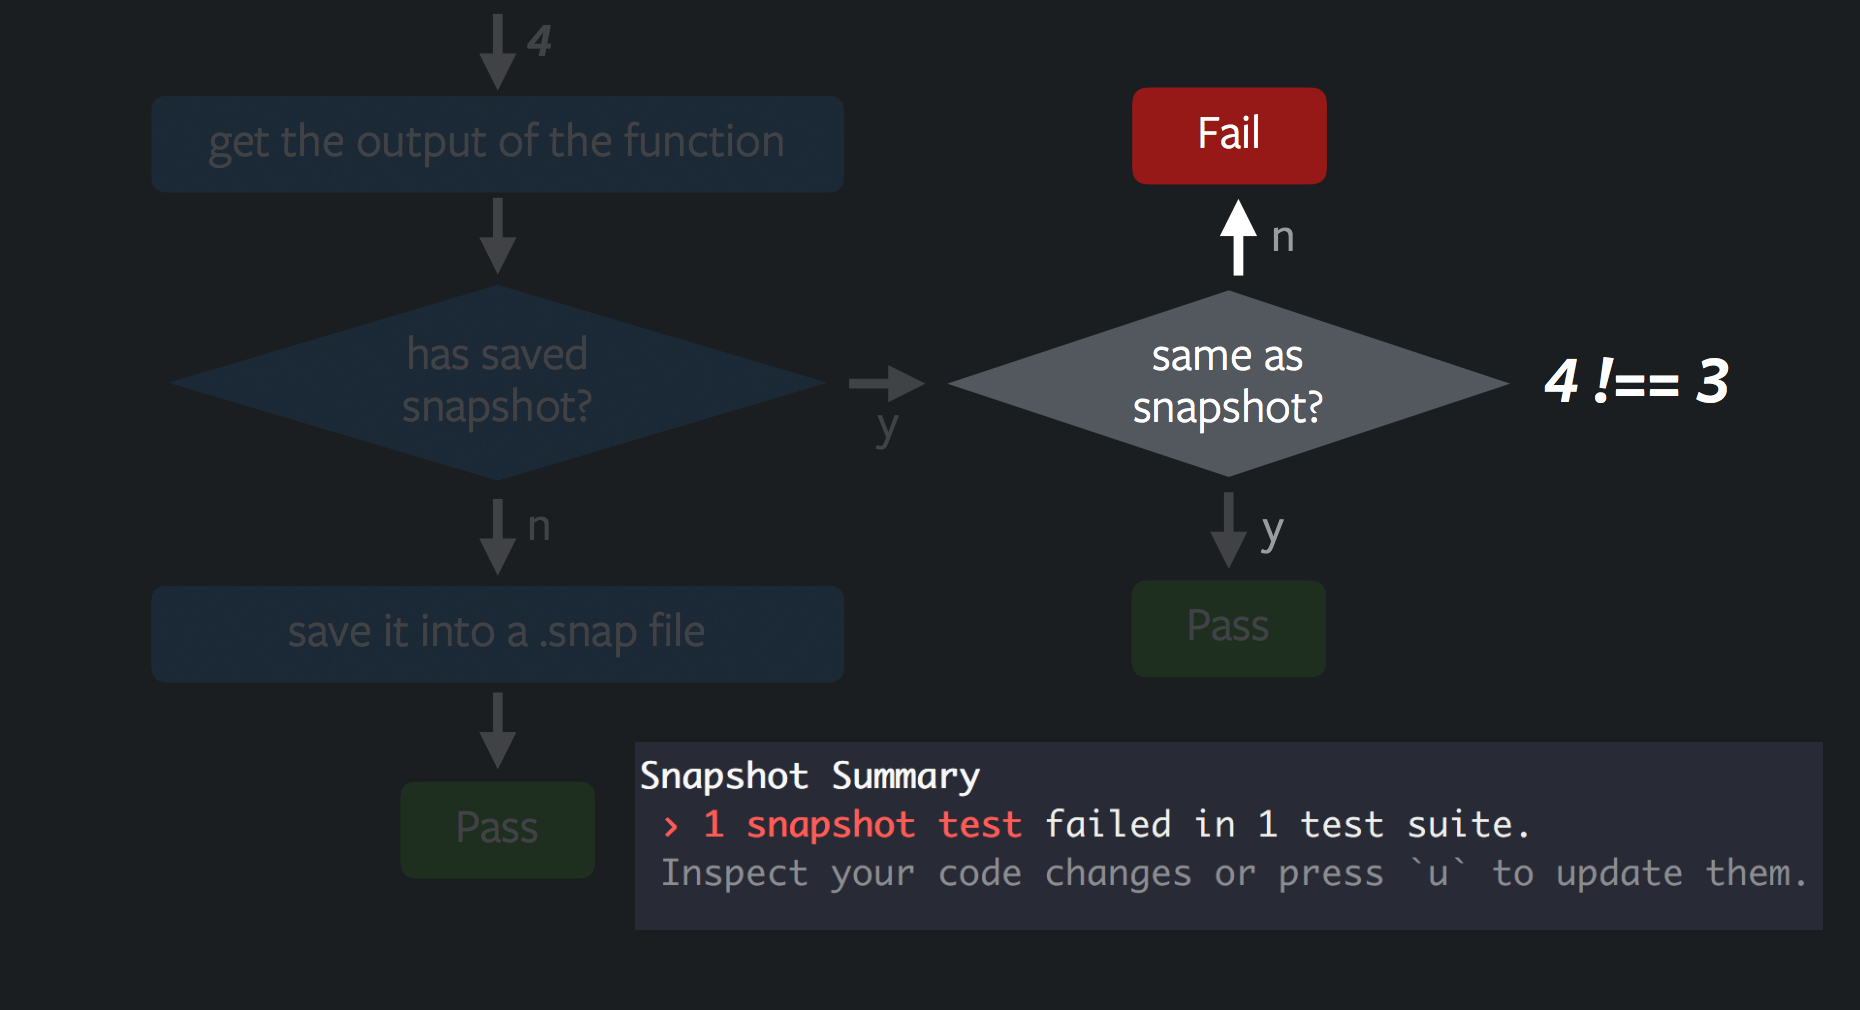 4
get the output of the function
Fail
n
has saved
snapshot?
y
same as
snapshot?
4 !== 3
n
y
save it into a .snap file
Pass
Pass
Snapshot Summary
› 1 snapshot test failed in 1 test suite.
Inspect your code changes or press `u` to update them.